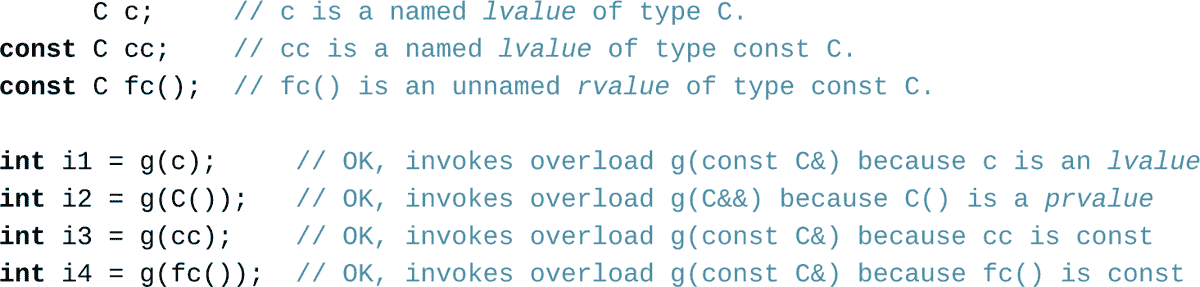 C c;     // c is a named lvalue of type C.
const C cc;    // cc is a named lvalue of type const C.
const C fc();  // fc() is an unnamed rvalue of type const C.

int i1 = g(c);     // OK, invokes overload g(const C&) because c is an lvalue
int i2 = g(C());   // OK, invokes overload g(C&&) because C() is a prvalue
int i3 = g(cc);    // OK, invokes overload g(const C&) because cc is const
int i4 = g(fc());  // OK, invokes overload g(const C&) because fc() is const